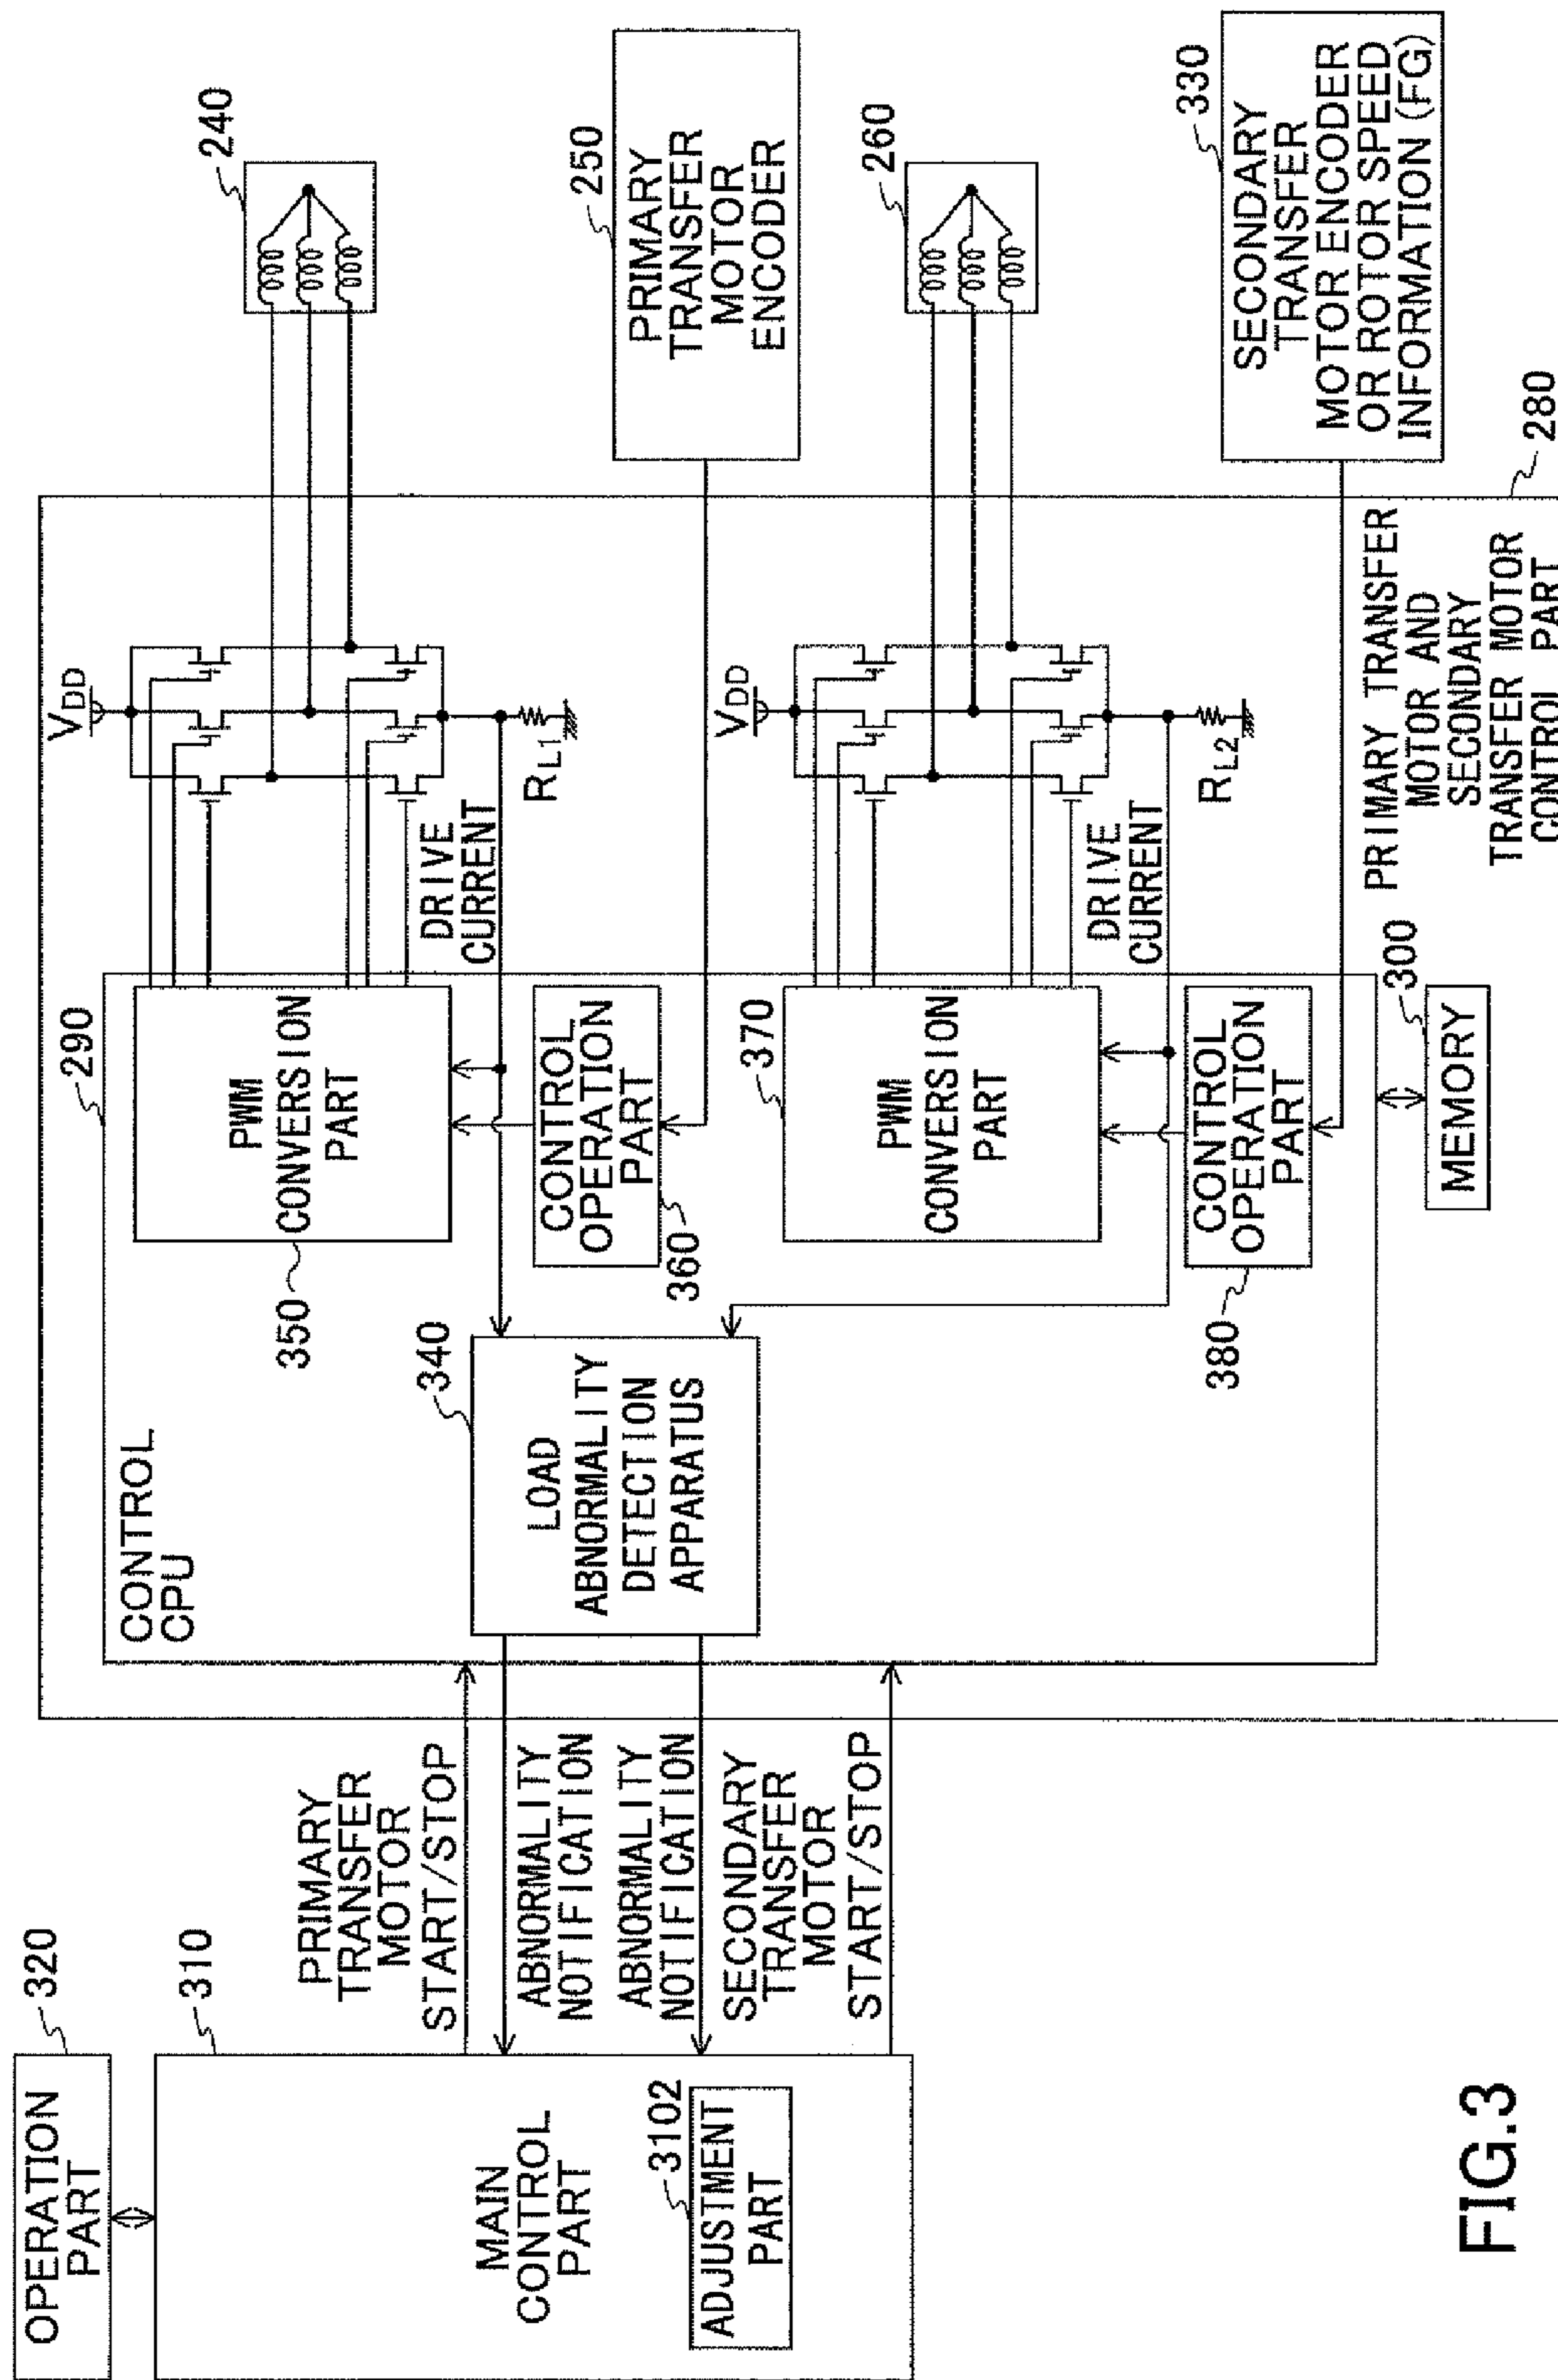 OPERATION
PART
320
310
MAIN
CONTROL
PART
3102
ADJUSTMENT
PART
PRIMARY
TRANSFER
MOTOR
START/STOP
ABNORMALITY
NOTIFICATION
ABNORMALITY
NOTIFICATION
SECONDARY
TRANSFER
MOTOR
START/STOP
CONTROL
CPU
290
340
LOAD
ABNORMALITY
DETECTION
APPARATUS
350
PWM
CONVERSION
PART
360
CONTROL
OPERATION
PART
370
PWM
CONVERSION
PART
380
CONTROL
OPERATION
PART
300
MEMORY
VDD
DRIVE
CURRENT
RL1
VDD
DRIVE
CURRENT
RL2
PRIMARY TRANSFER
MOTOR AND
SECONDARY
TRANSFER MOTOR
CONTROL PART
280
240
250
PRIMARY
TRANSFER
MOTOR
ENCODER
260
330
SECONDARY
TRANSFER
MOTOR ENCODER
OR ROTOR SPEED
INFORMATION (FG)
FIG.3